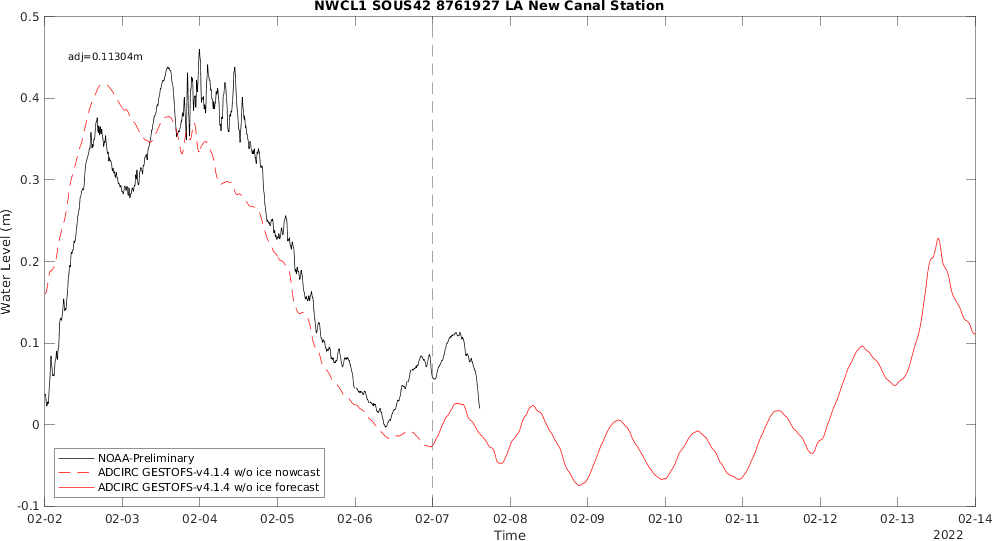 NWCL1 SOUS42 8761927 LA New Canal Station
adj=0.11304m
Water Level (m)
0.5
0.4
0.3
0.2
0.1
0
-0.1
NOAA-Preliminary
ADCIRC GESTOFS-v4.1.4 w/o ice nowcast
ADCIRC GESTOFS-v4.1.4 w/o ice forecast
02-02 02-03 02-04 02-05 02-06 02-07 02-08 02-09 02-10 02-11 02-12 02-13 02-14
Time
2022